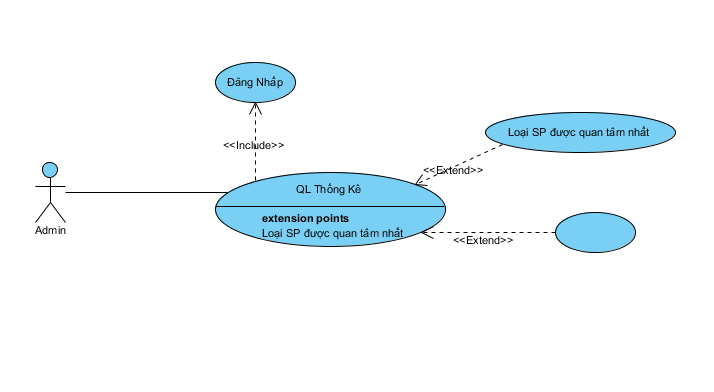 Đăng Nhấp
<<Include>>
Loại SP được quan tâm nhất
<<Extend>>
QL Thống Kê
extension points
Loại SP được quan tâm nhất
<<Extend>>
Admin